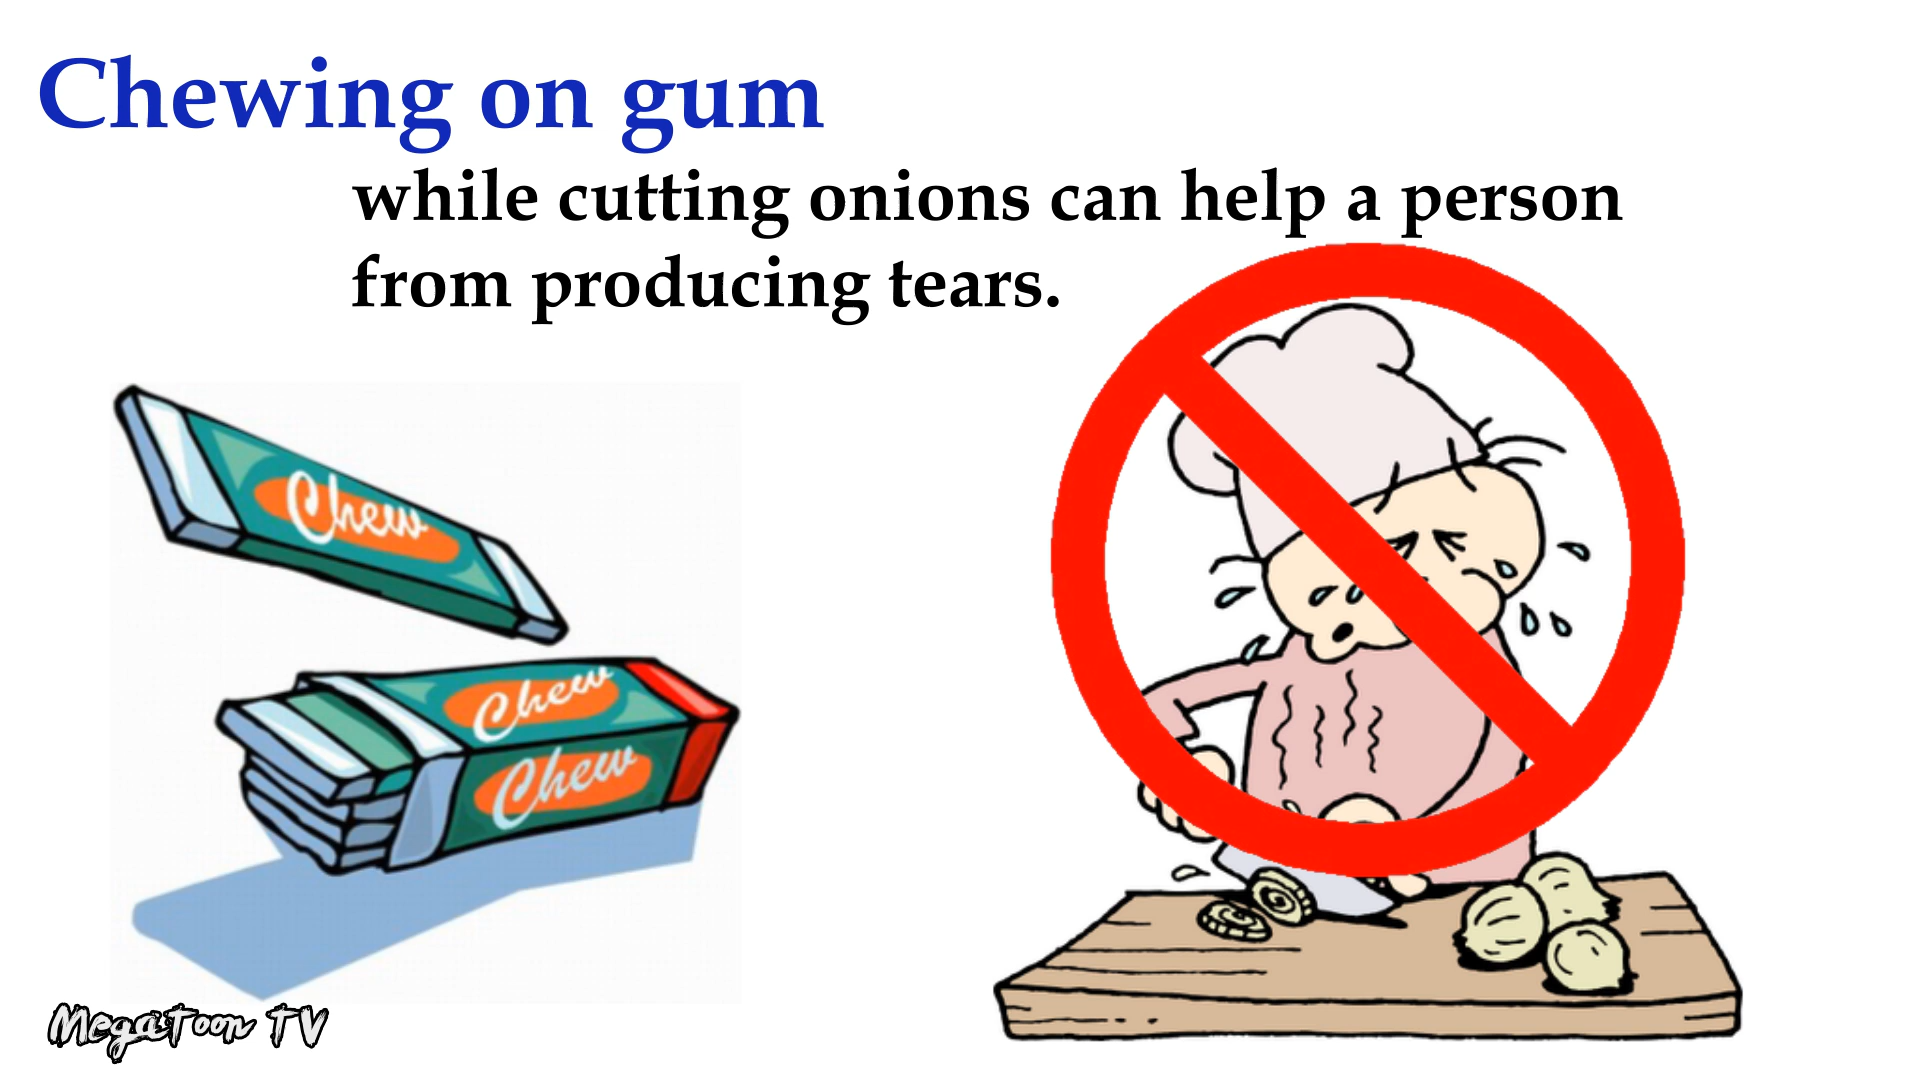 Chewing on gum
while cutting onions can help a person
from producing tears.
Chew
Chew
Chew
MegaToon TV